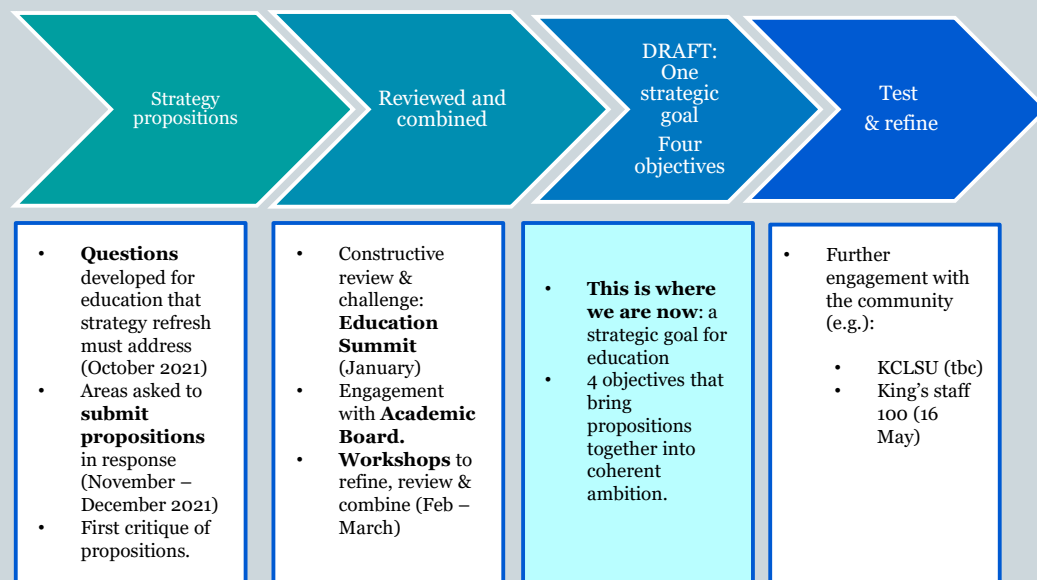 Strategy
propositions
Reviewed and
combined
DRAFT:
One
strategic
goal
Four
objectives
Test
& refine
• Questions
developed for
education that
strategy refresh
must address
(October 2021)
• Areas asked to
submit
propositions
in response
(November –
December 2021)
• First critique of
propositions.
• Constructive
review &
challenge:
Education
Summit
(January)
• Engagement
with Academic
Board.
• Workshops to
refine, review &
combine (Feb –
March)
• This is where
we are now: a
strategic goal for
education
• 4 objectives that
bring
propositions
together into
coherent
ambition.
• Further
engagement with
the community
(e.g.):
• KCLSU (tbc)
• King's staff
100 (16
May)